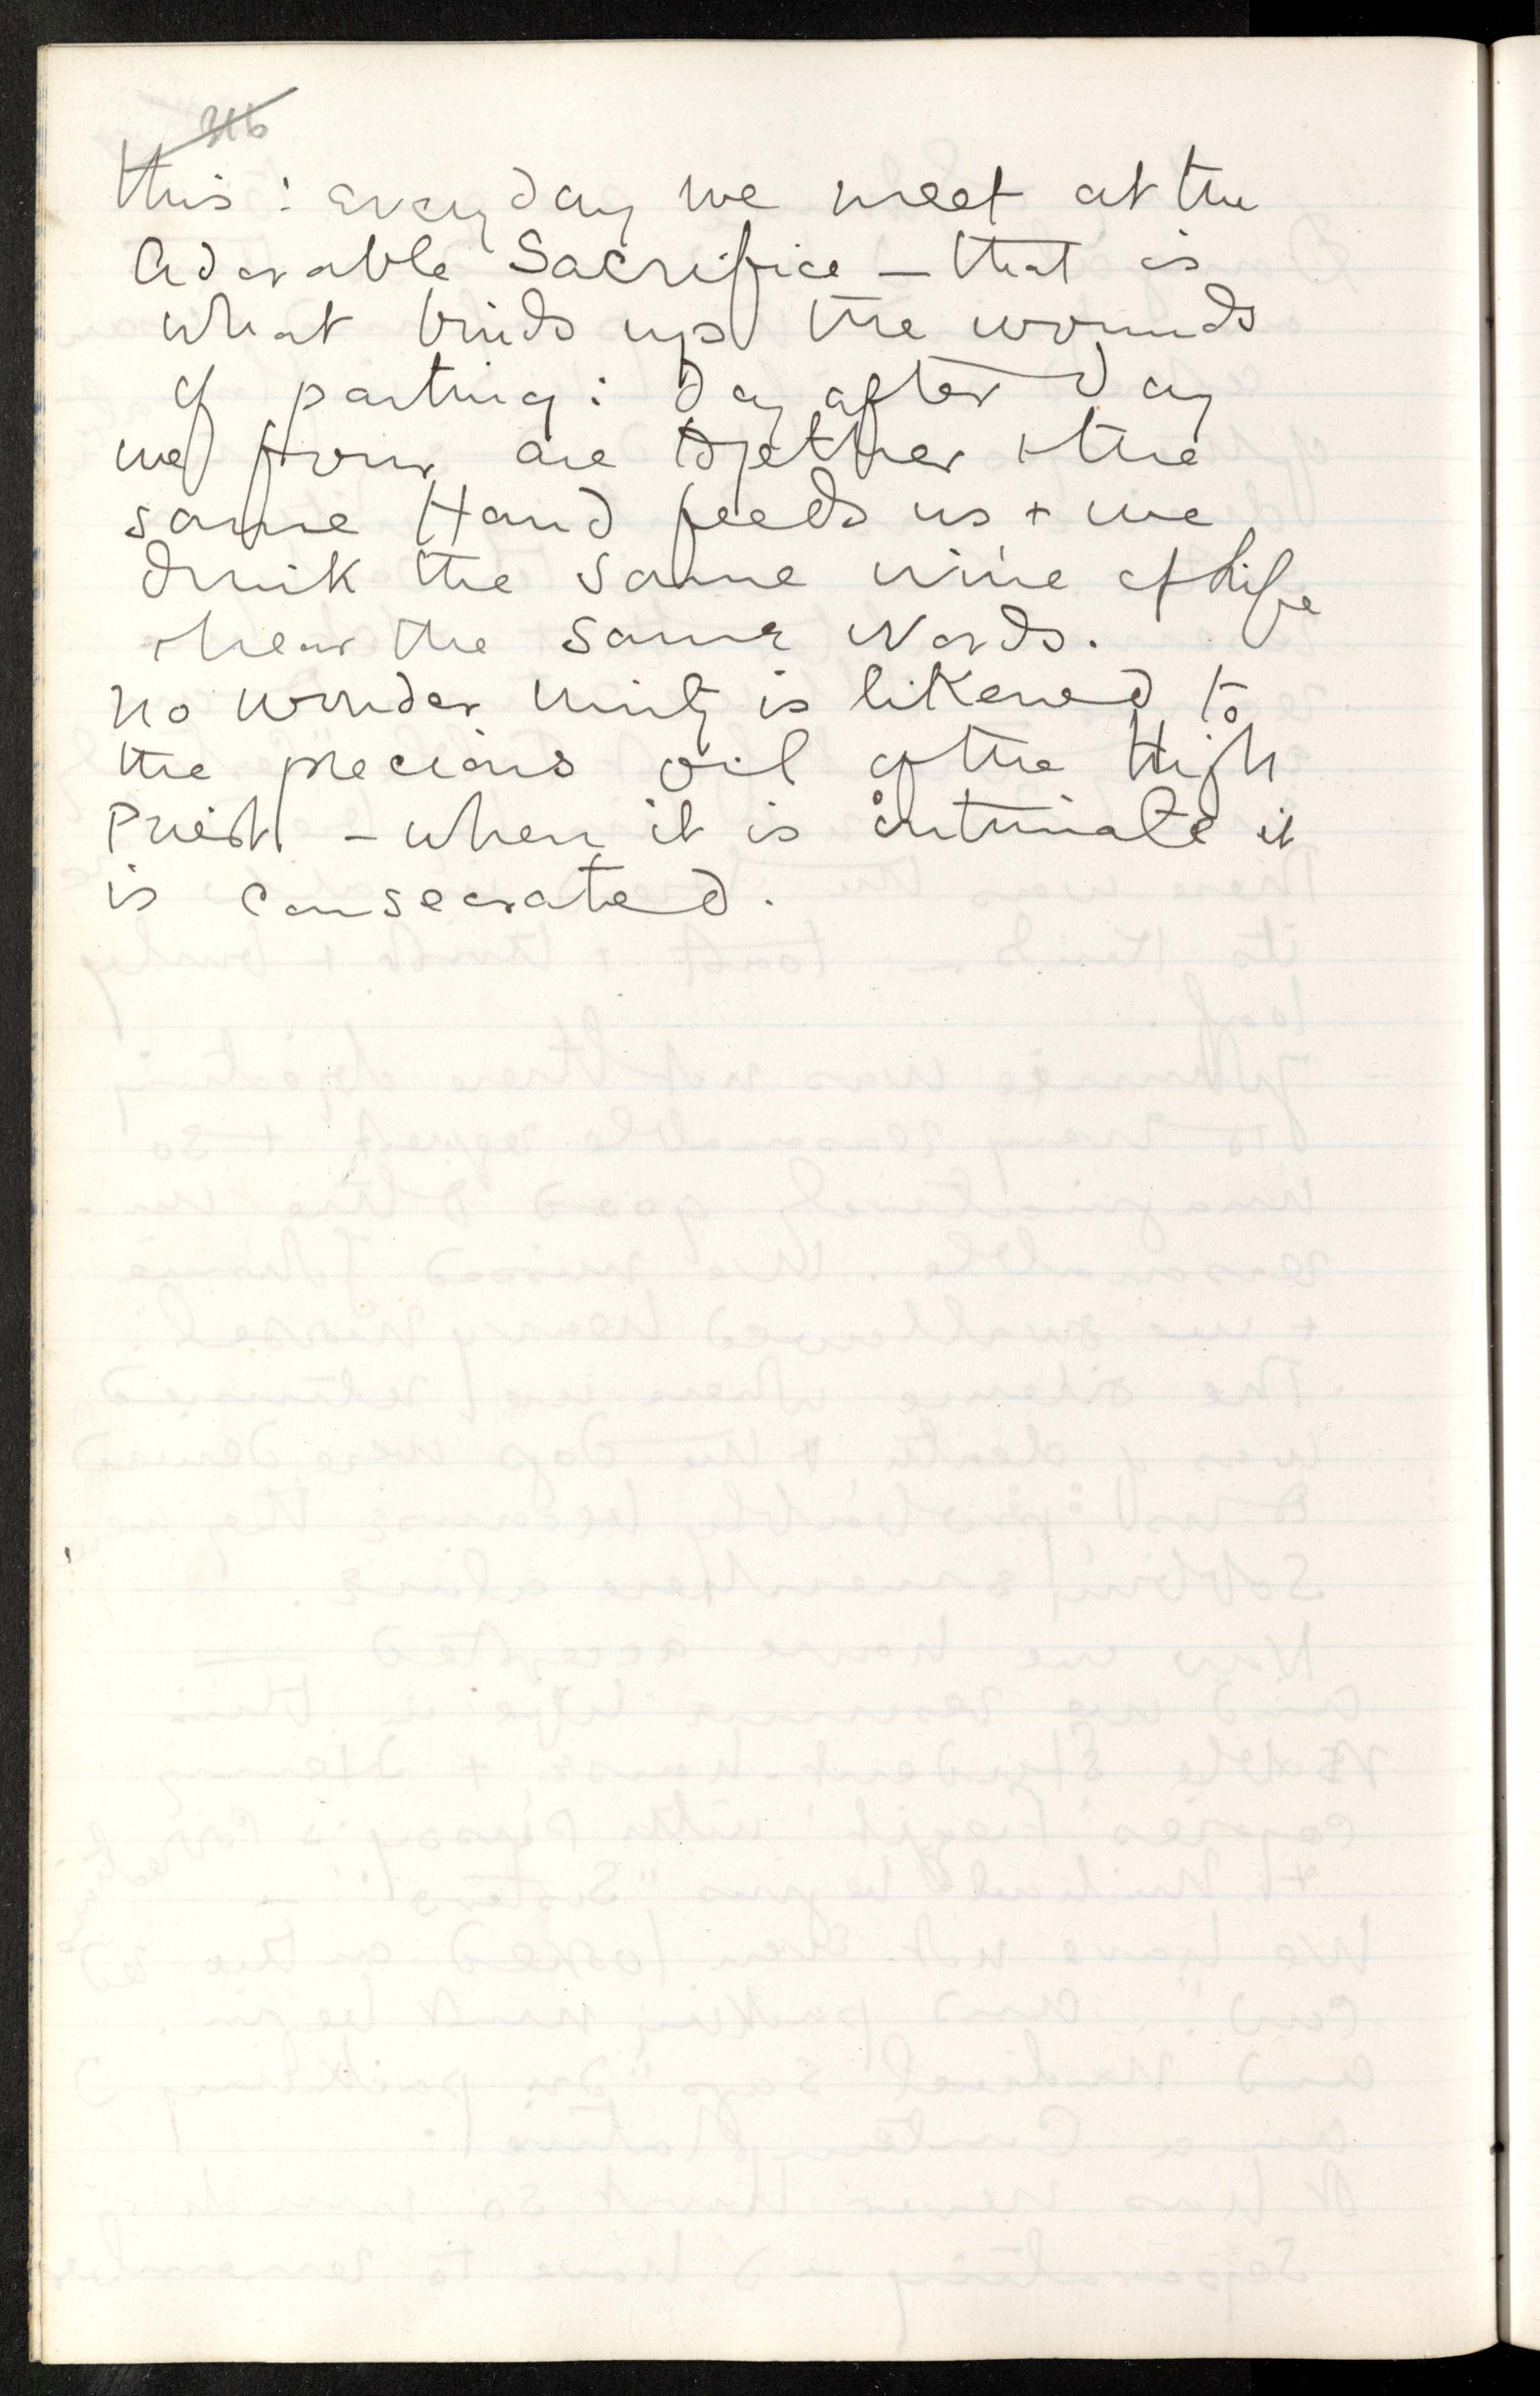 this : every day we meet at the
Adorable Sacrifice – that is
what binds up the wounds
of parting : day after day
we four are together + the
same Hand feeds us + we
drink the same wine of Life
+ hear the same Words.
No wonder Unity is likened to
the precious oil of the High
Priest – when it is intimate it
is consecrated.